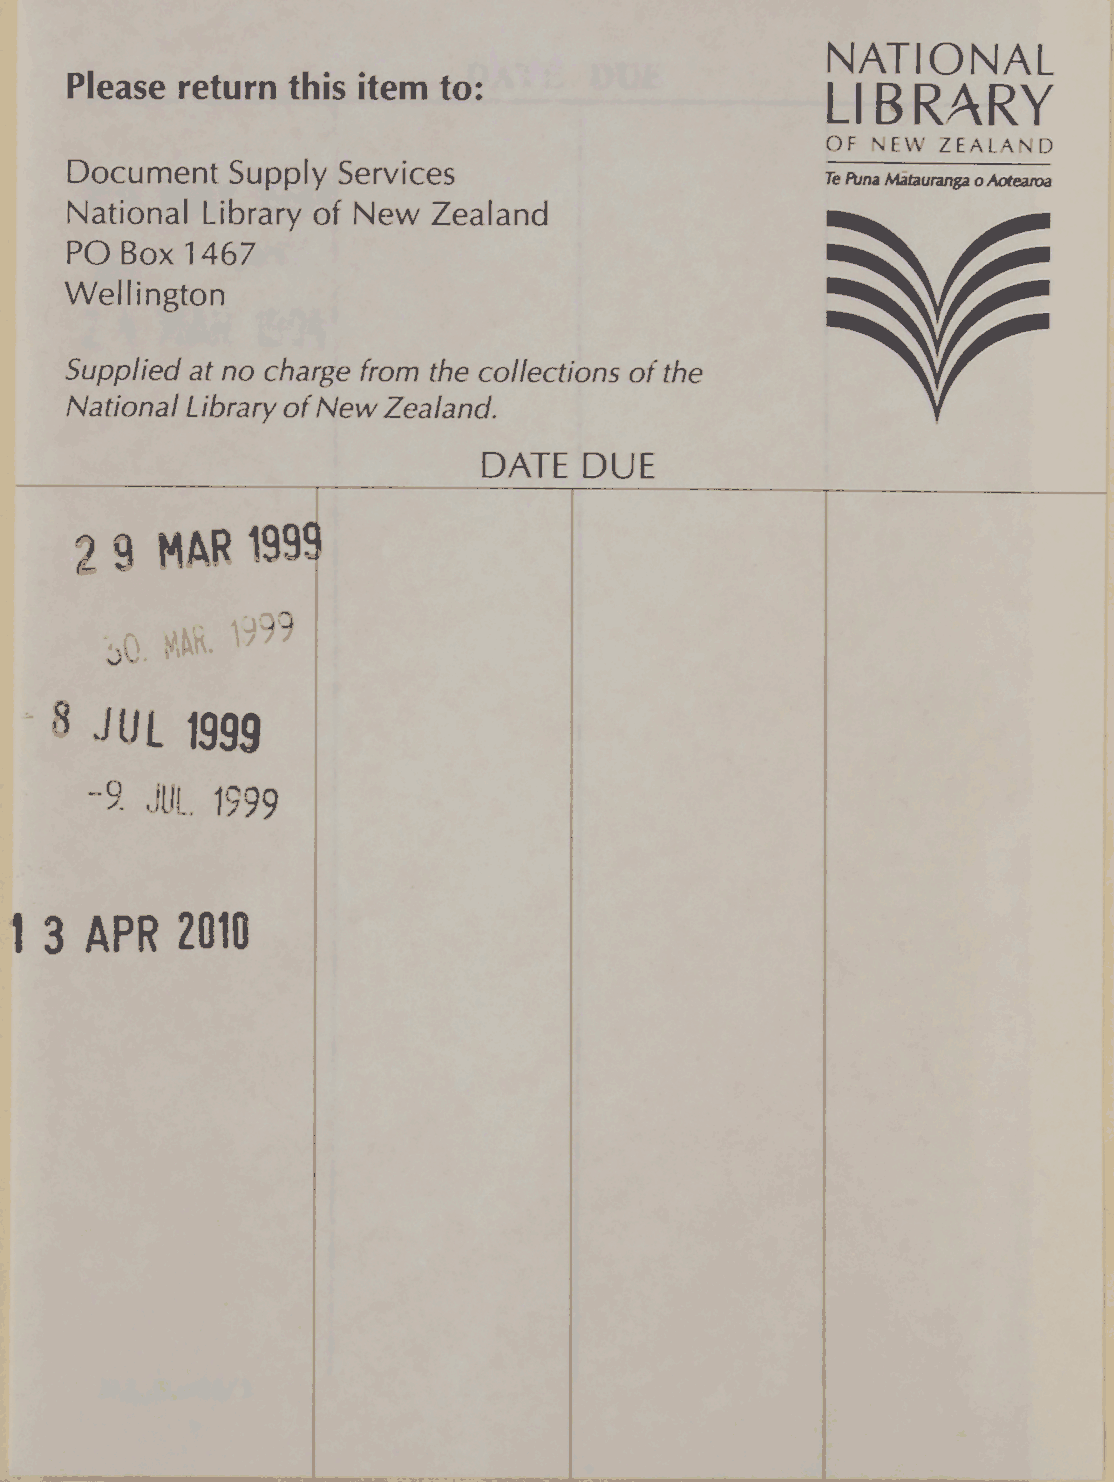 Please return this item to:
Document Supply Services
National Library of New Zealand
PO Box 1467
Wellington
Supplied at no charge from the collections of the
National Library of New Zealand.
NATIONAL
LIBRARY
OF NEW ZEALAND
Te Puna Mātauranga o Aotearoa
DATE DUE
29 MAR 1999
30. MAR. 1999
- 8 JUL 1999
-9. JUL. 1999
13 APR 2010